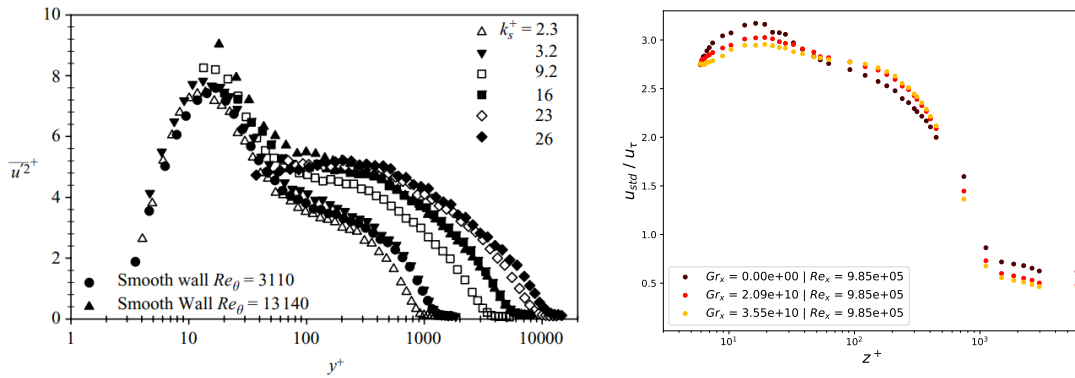 10
8
6
4
2
0
u'2+
1
10
100
1000
10000
y+
ks+ = 2.3
3.2
9.2
16
23
26
Smooth wall Reθ = 3110
Smooth Wall Reθ = 13 140
3.0
2.5
2.0
1.5
1.0
0.5
ustd / uτ
Grx = 0.00e+00 | Rex = 9.85e+05
Grx = 2.09e+10 | Rex = 9.85e+05
Grx = 3.55e+10 | Rex = 9.85e+05
10¹
10²
10³
z+